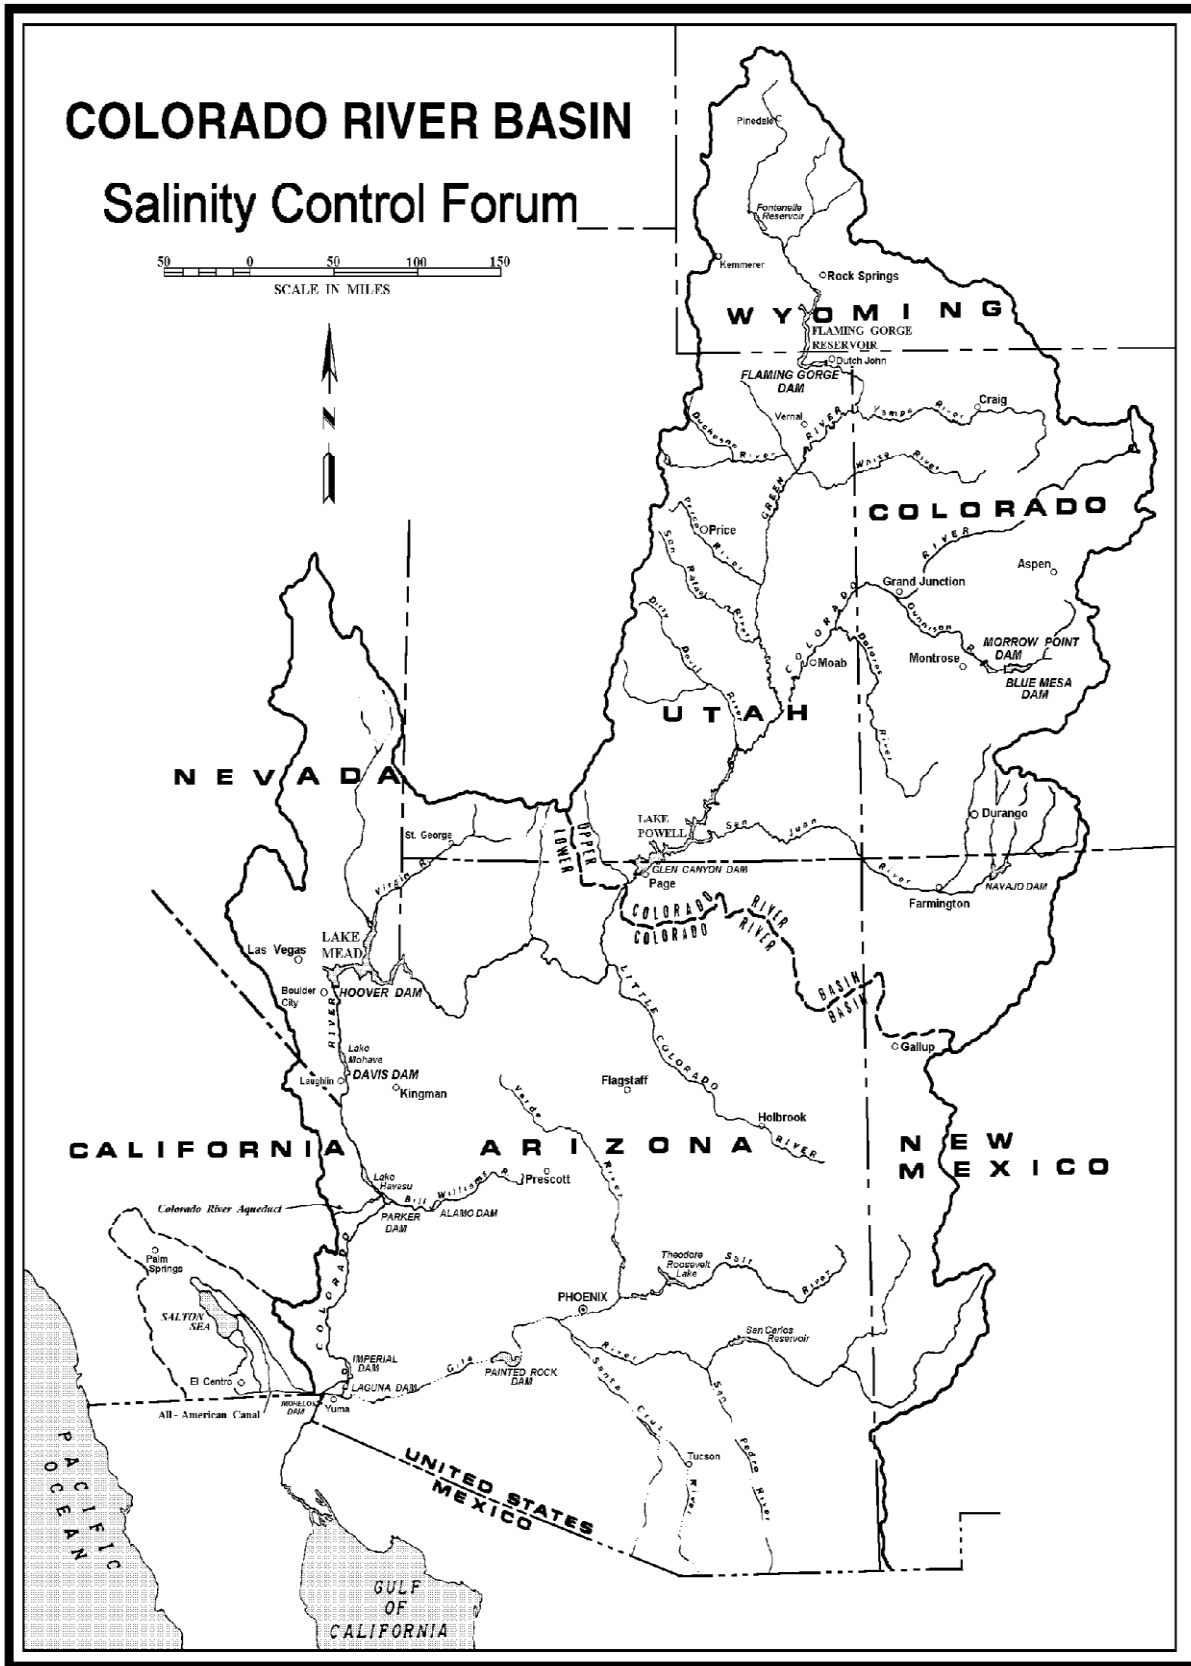 COLORADO RIVER BASIN
Salinity Control Forum
50 0 50 100 150
SCALE IN MILES
N
Pinedale
Fontenelle
Reservoir
Kemmerer
Rock Springs
WYOMING
FLAMING GORGE
RESERVOIR
Dutch John
FLAMING GORGE
DAM
Craig
Yampa River
Vernal
GREEN RIVER
Duchesne River
White River
COLORADO
Price
Price River
San Rafael River
Dirty Devil River
RIVER
Aspen
Grand Junction
COLORADO
Gunnison R.
MORROW POINT
DAM
Montrose
BLUE MESA
DAM
Moab
Dolores River
UTAH
NEVADA
Durango
LAKE
POWELL
San Juan River
St. George
UPPER
LOWER
GLEN CANYON DAM
Page
NAVAJO DAM
Farmington
Virgin R.
COLORADO RIVER BASIN
COLORADO RIVER BASIN
Las Vegas
LAKE
MEAD
Boulder
City
HOOVER DAM
RIVER
LITTLE COLORADO RIVER
Gallup
Lake
Mohave
DAVIS DAM
Laughlin
Kingman
Flagstaff
Verde River
Holbrook
CALIFORNIA
ARIZONA
NEW
MEXICO
Lake
Havasu
Bill Williams R.
Prescott
Colorado River Aqueduct
PARKER
DAM
ALAMO DAM
Palm
Springs
COLORADO
Theodore
Roosevelt
Lake
Salt River
PHOENIX
SALTON
SEA
San Carlos
Reservoir
IMPERIAL
DAM
Gila River
PAINTED ROCK
DAM
El Centro
LAGUNA DAM
MORELOS
DAM
Yuma
All - American Canal
Santa Cruz River
San Pedro River
Tucson
UNITED STATES
MEXICO
PACIFIC
OCEAN
GULF
OF
CALIFORNIA